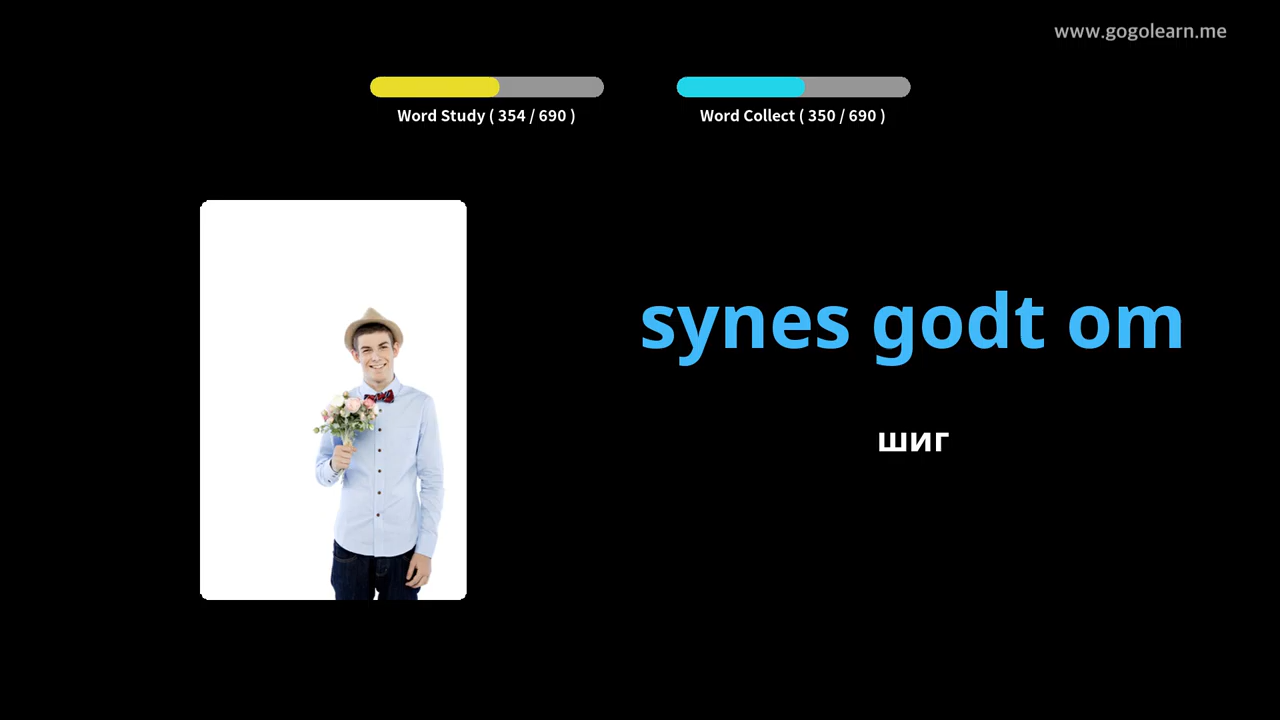 www.gogolearn.me
Word Study ( 354 / 690 )
Word Collect ( 350 / 690 )
synes godt om
шиг